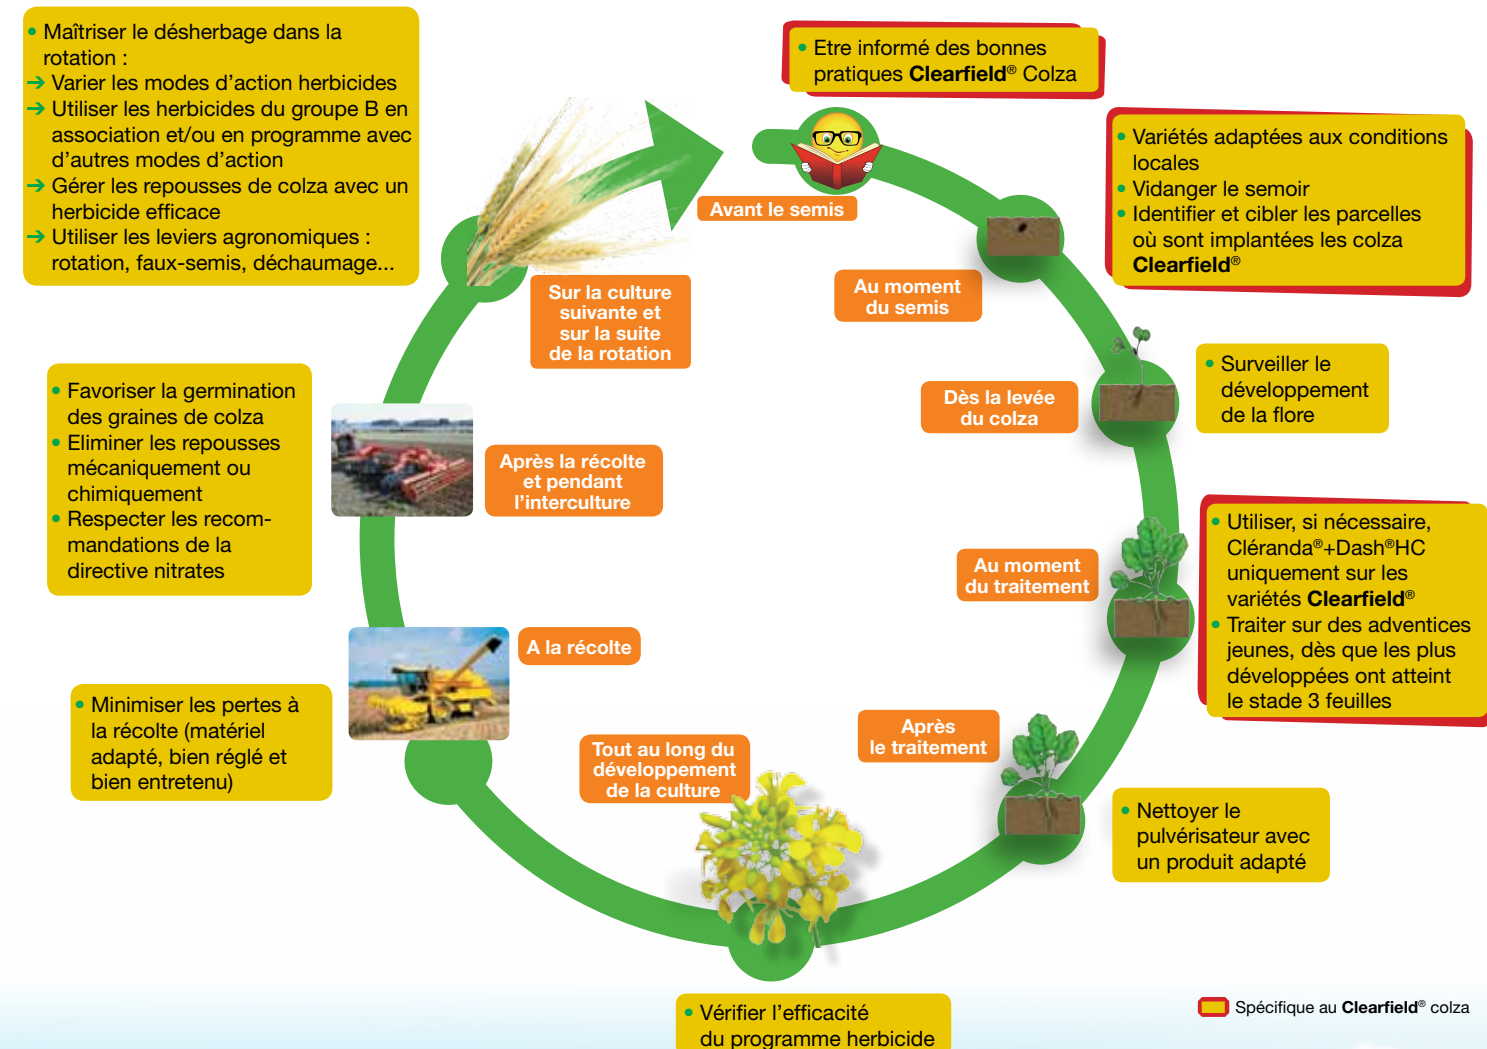 • Maîtriser le désherbage dans la
rotation :
➔ Varier les modes d'action herbicides
➔ Utiliser les herbicides du groupe B en
association et/ou en programme avec
d'autres modes d'action
➔ Gérer les repousses de colza avec un
herbicide efficace
➔ Utiliser les leviers agronomiques :
rotation, faux-semis, déchaumage...
• Etre informé des bonnes
pratiques Clearfield® Colza
Avant le semis
• Variétés adaptées aux conditions
locales
• Vidanger le semoir
• Identifier et cibler les parcelles
où sont implantées les colza
Clearfield®
Au moment
du semis
Sur la culture
suivante et
sur la suite
de la rotation
Dès la levée
du colza
• Surveiller le
développement
de la flore
• Favoriser la germination
des graines de colza
• Eliminer les repousses
mécaniquement ou
chimiquement
• Respecter les recom-
mandations de la
directive nitrates
Après la récolte
et pendant
l'interculture
Au moment
du traitement
• Utiliser, si nécessaire,
Cléranda®+Dash®HC
uniquement sur les
variétés Clearfield®
• Traiter sur des adventices
jeunes, dès que les plus
développées ont atteint
le stade 3 feuilles
A la récolte
• Minimiser les pertes à
la récolte (matériel
adapté, bien réglé et
bien entretenu)
Après
le traitement
Tout au long du
développement
de la culture
• Nettoyer le
pulvérisateur avec
un produit adapté
• Vérifier l'efficacité
du programme herbicide
Spécifique au Clearfield® colza